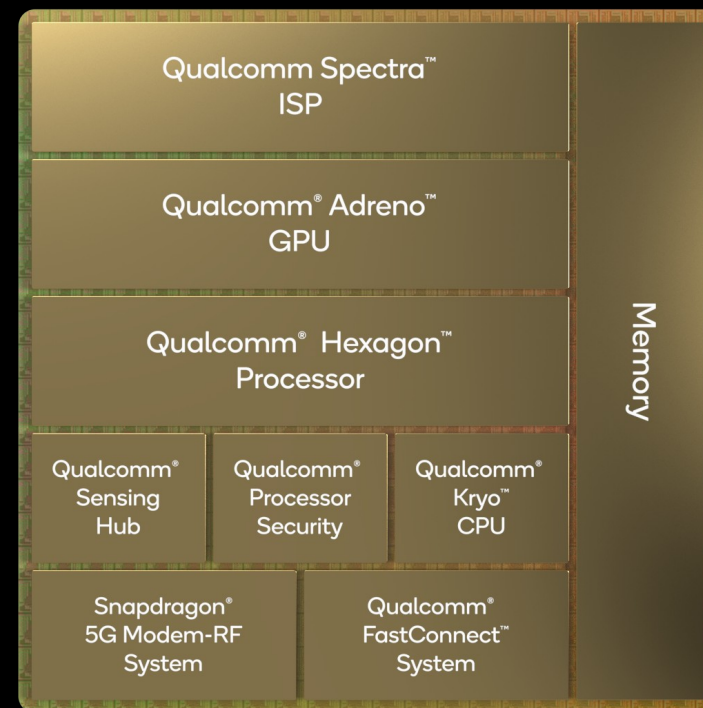 Qualcomm Spectra™
ISP
Qualcomm® Adreno™
GPU
Qualcomm® Hexagon™
Processor
Qualcomm®
Sensing
Hub
Qualcomm®
Processor
Security
Qualcomm®
Kryo™
CPU
Snapdragon®
5G Modem-RF
System
Qualcomm®
FastConnect™
System
Memory